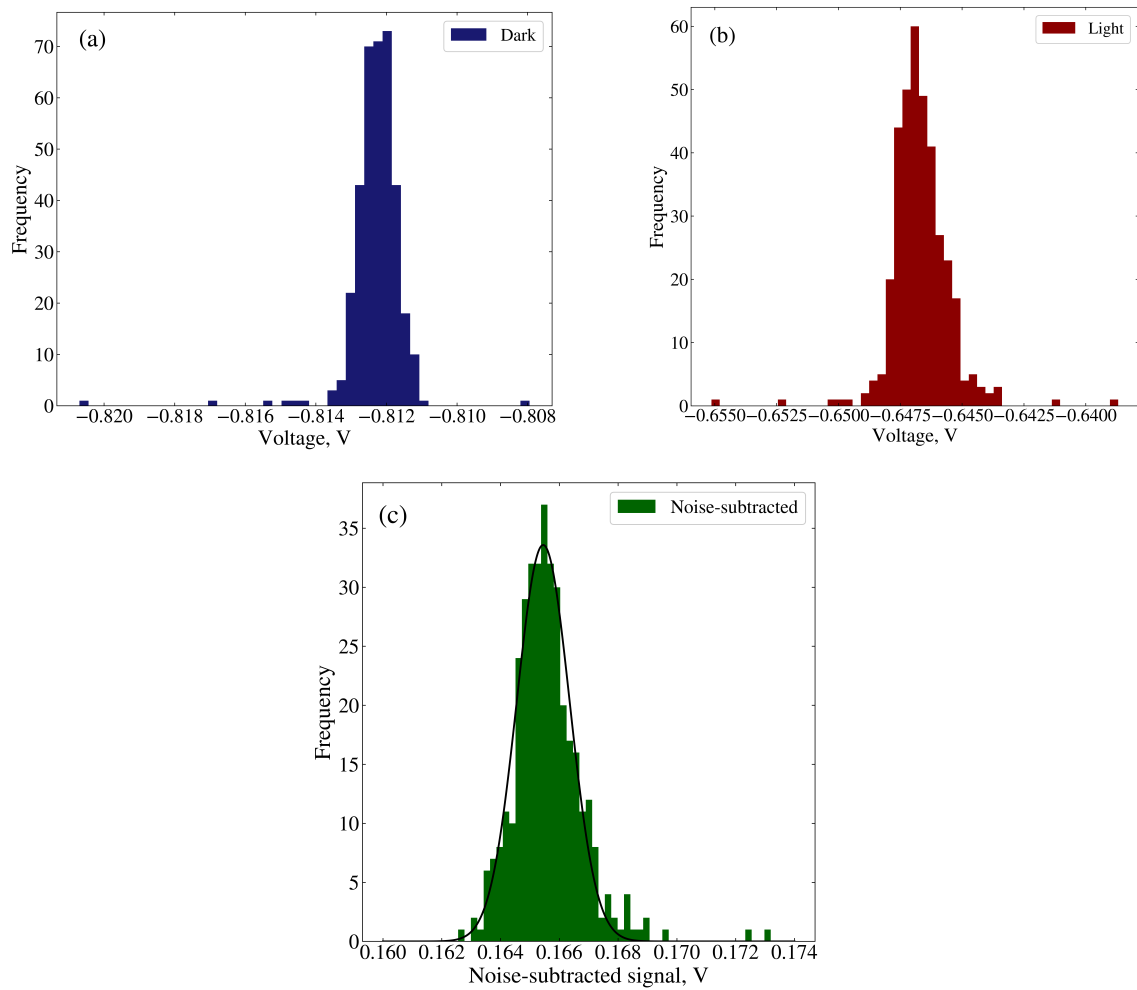 (a)
Dark
Frequency
70
60
50
40
30
20
10
0
−0.820 −0.818 −0.816 −0.814 −0.812 −0.810 −0.808
Voltage, V
(b)
Light
Frequency
60
50
40
30
20
10
0
−0.6550 −0.6525 −0.6500 −0.6475 −0.6450 −0.6425 −0.6400
Voltage, V
(c)
Noise-subtracted
Frequency
35
30
25
20
15
10
5
0
0.160 0.162 0.164 0.166 0.168 0.170 0.172 0.174
Noise-subtracted signal, V